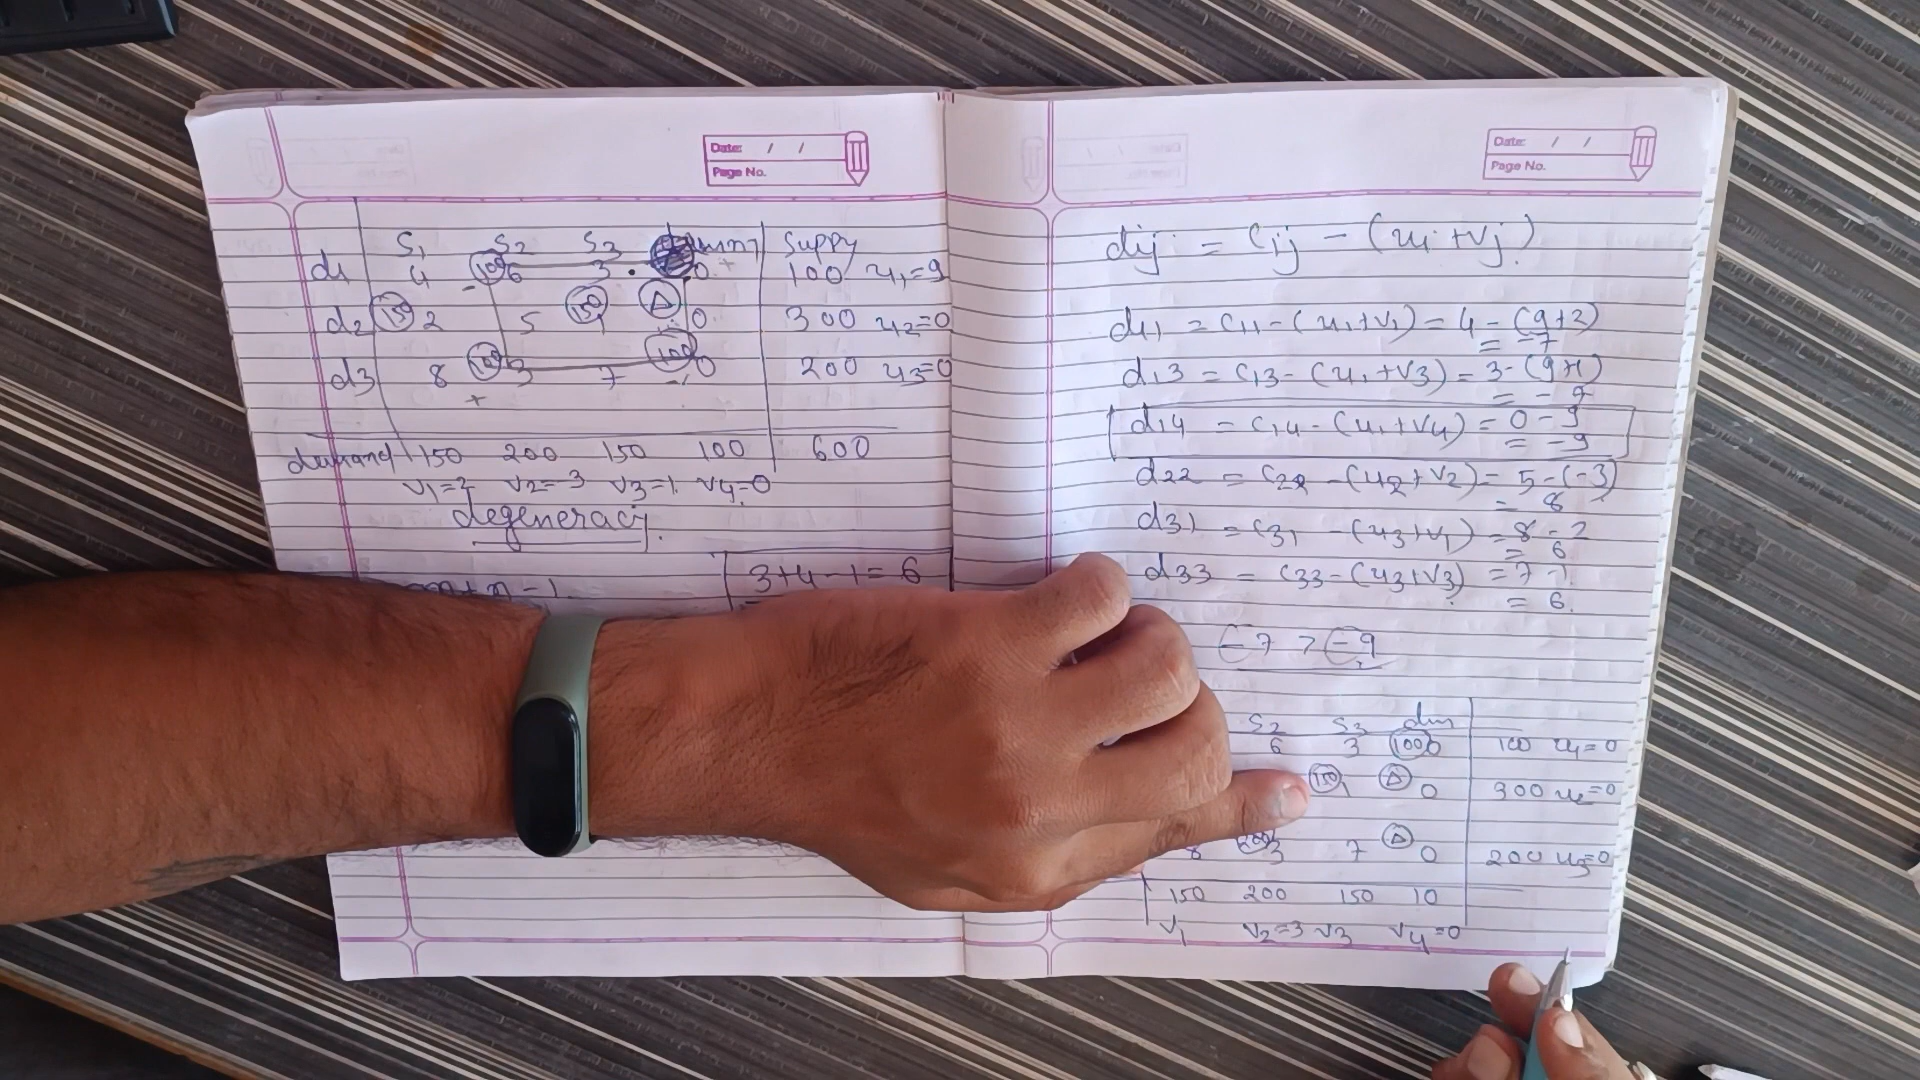 Date: / /
Page No.
S1 S2 S3 Supply
d1 4 100 6 3 0 + 100 u1=9
-
d2 150 2 5 150 1 Δ 0 300 u2=0
d3 8 100 3 7 100 0 200 u3=0
+ -
demand 150 200 150 100 600
v1=2 v2=-3 v3=1 v4=0
degeneracy.
m+n-1 3+4-1=6
Date: / /
Page No.
dij = Cij - (ui+vj)
d11 = C11-(u1+v1) = 4-(9+2)
= -7
d13 = C13-(u1+v3) = 3-(9+1)
d14 = C14-(u1+v4) = 0-9
= -9
d22 = C22-(u2+v2) = 5-(-3)
= 8
d31 = C31-(u3+v1) = 8-2
= 6
d33 = C33-(u3+v3) = 7-1
= 6.
-7 > -9
S2 S3 dum
6 3 100 0 100 u1=0
150 1 Δ 0 300 u2=0
8 200 3 7 Δ 0 200 u3=0
150 200 150 10
v1 v2=3 v3 v4=0